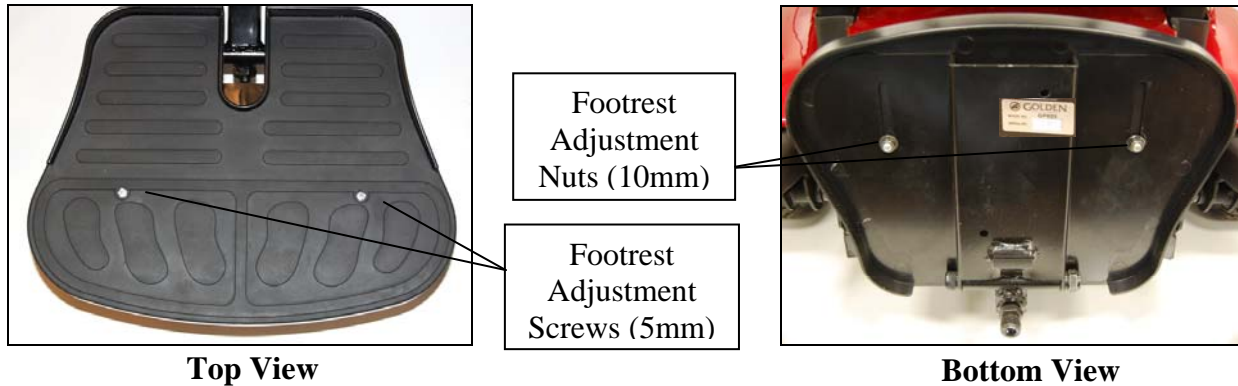 Footrest
Adjustment
Nuts (10mm)
Footrest
Adjustment
Screws (5mm)
GOLDEN
Top View
Bottom View